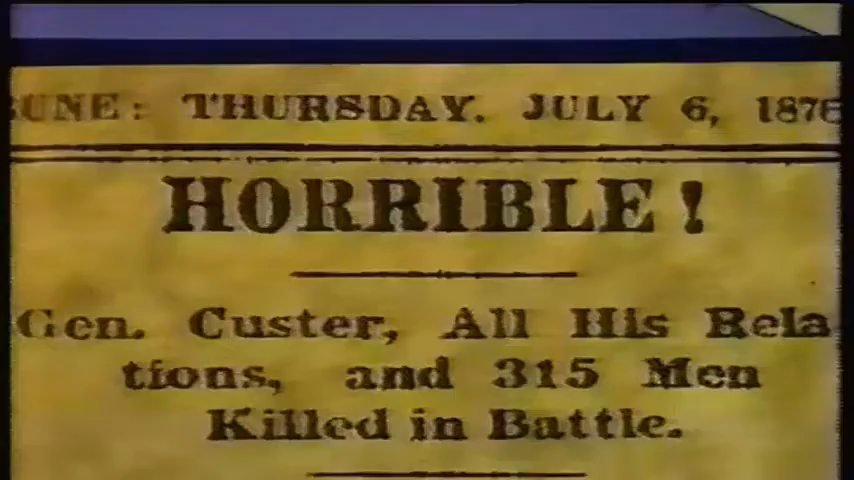 UNE: THURSDAY. JULY 6, 1876
HORRIBLE!
Gen. Custer, All His Rela
tions, and 315 Men
Killed in Battle.